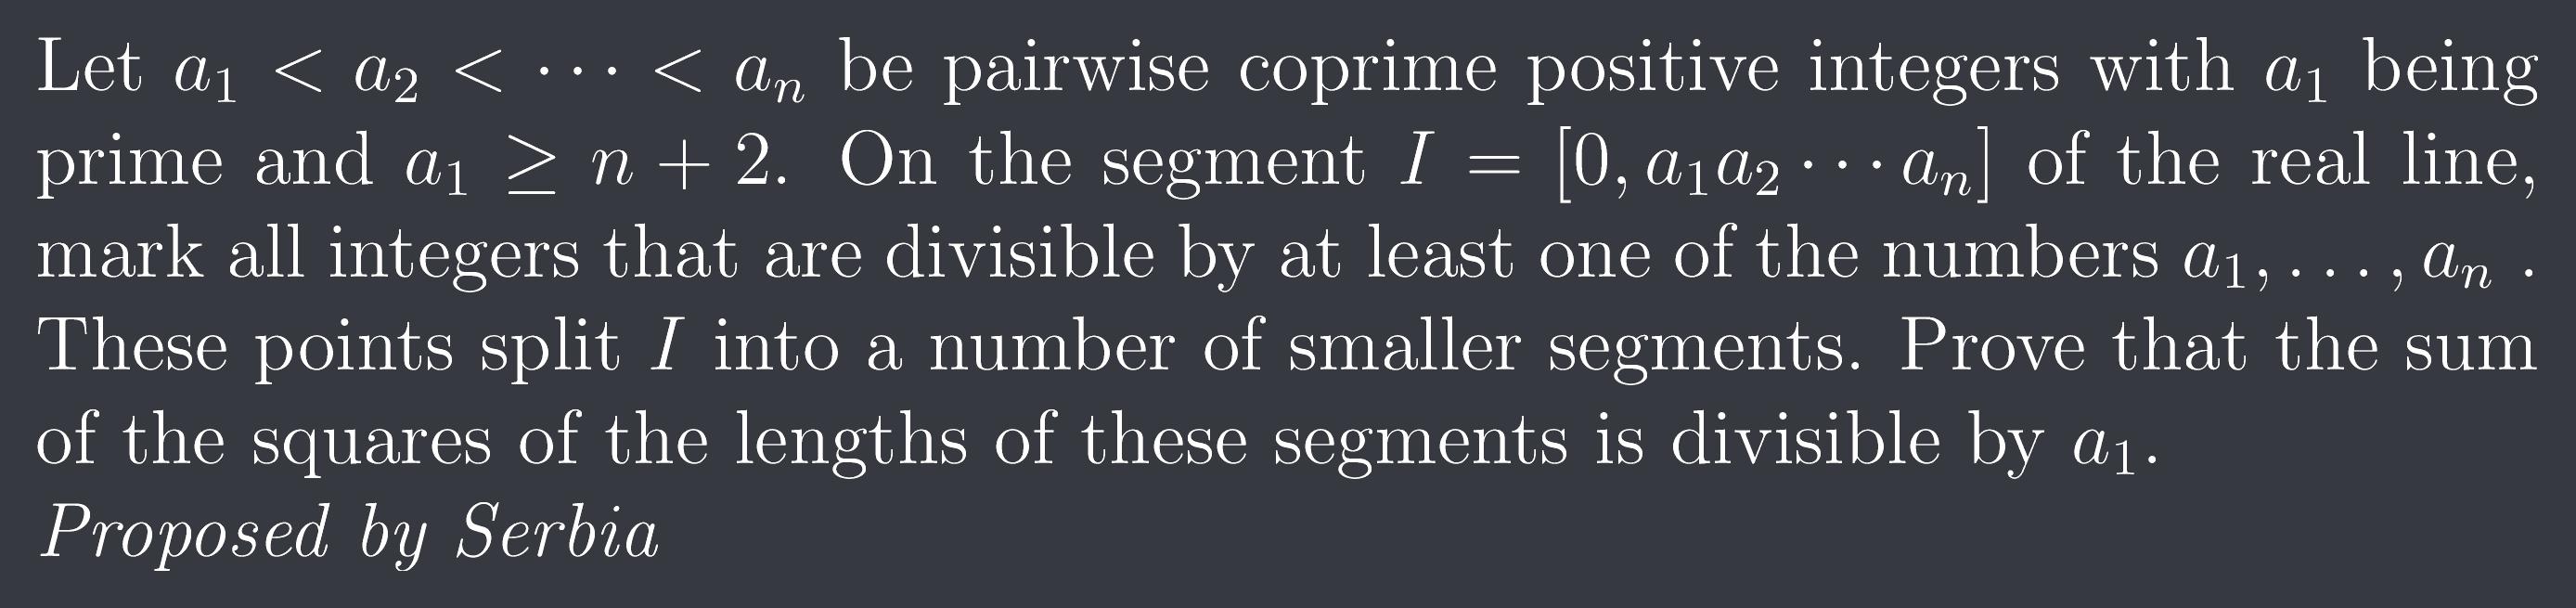 Let $a_1 < a_2 < \cdots < a_n$ be pairwise coprime positive integers with $a_1$ being
prime and $a_1 \geq n + 2$. On the segment $I = [0, a_1 a_2 \cdots a_n]$ of the real line,
mark all integers that are divisible by at least one of the numbers $a_1, \ldots, a_n$ .
These points split $I$ into a number of smaller segments. Prove that the sum
of the squares of the lengths of these segments is divisible by $a_1$.
Proposed by Serbia